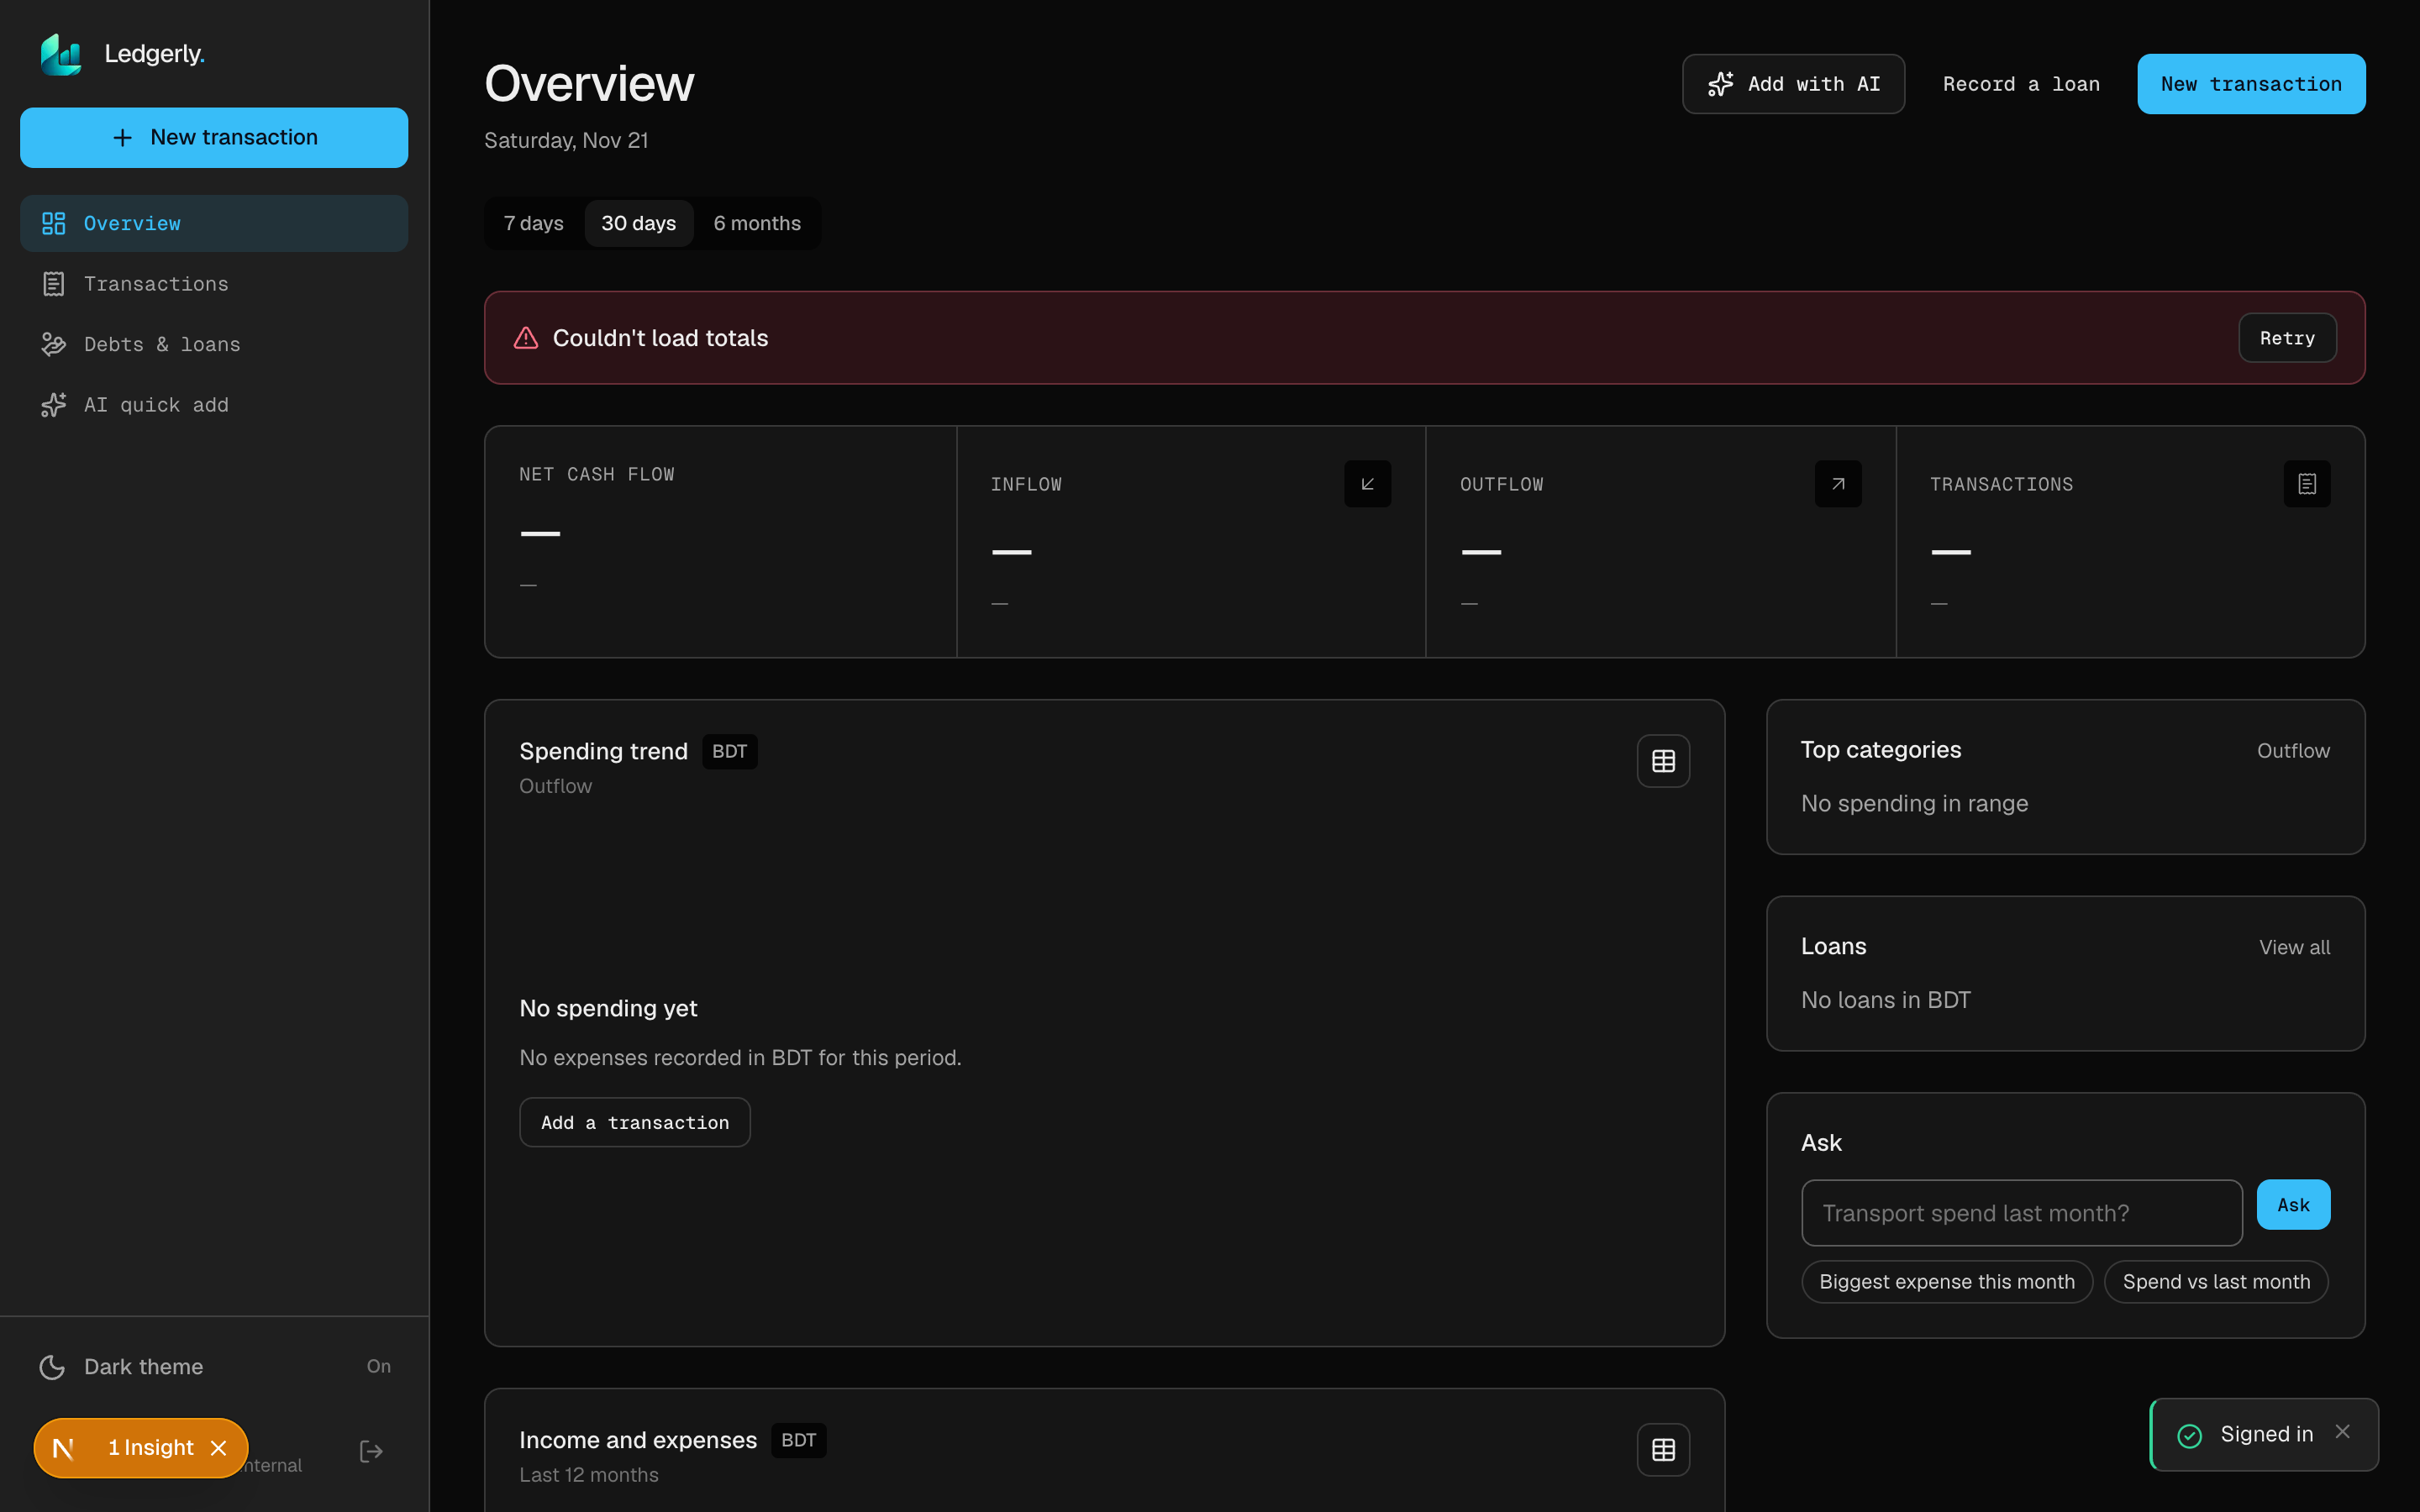 Ledgerly.
New transaction
Overview
Transactions
Debts & loans
AI quick add
Dark theme
On
1 Insight
nternal
Overview
Saturday, Nov 21
Add with AI
Record a loan
New transaction
7 days
30 days
6 months
Couldn't load totals
Retry
NET CASH FLOW
—
—
INFLOW
—
—
OUTFLOW
—
—
TRANSACTIONS
—
—
Spending trend BDT
Outflow
No spending yet
No expenses recorded in BDT for this period.
Add a transaction
Top categories
Outflow
No spending in range
Loans
View all
No loans in BDT
Ask
Transport spend last month?
Ask
Biggest expense this month
Spend vs last month
Income and expenses BDT
Last 12 months
Signed in